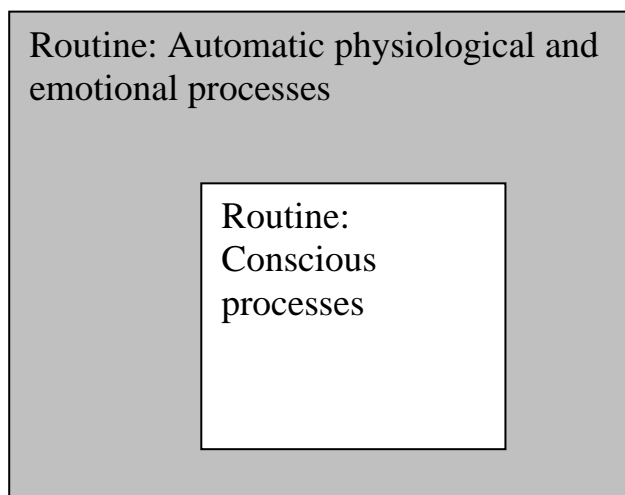 Routine: Automatic physiological and
emotional processes
Routine:
Conscious
processes